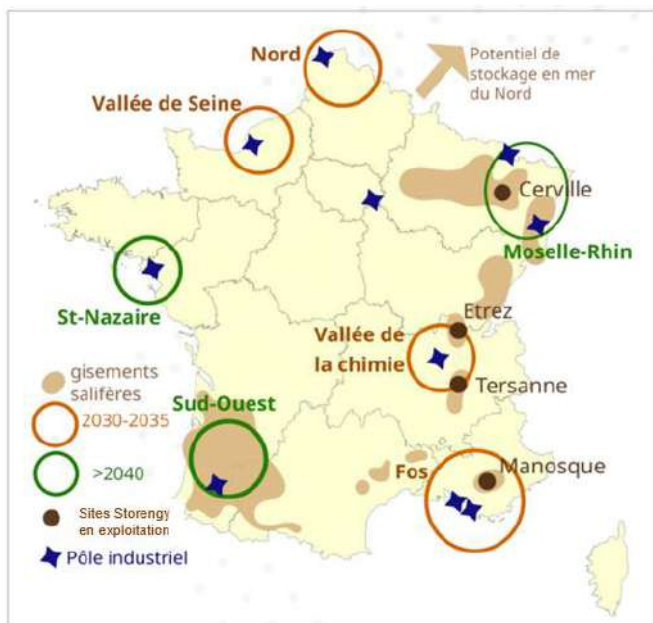 Nord
Potentiel de
stockage en mer
du Nord
Vallée de Seine
Cerville
Moselle-Rhin
St-Nazaire
Etrez
Vallée de
la chimie
Tersanne
Sud-Ouest
Fos
Manosque
gisements
salifères
2030-2035
>2040
Sites Storengy
en exploitation
Pôle industriel